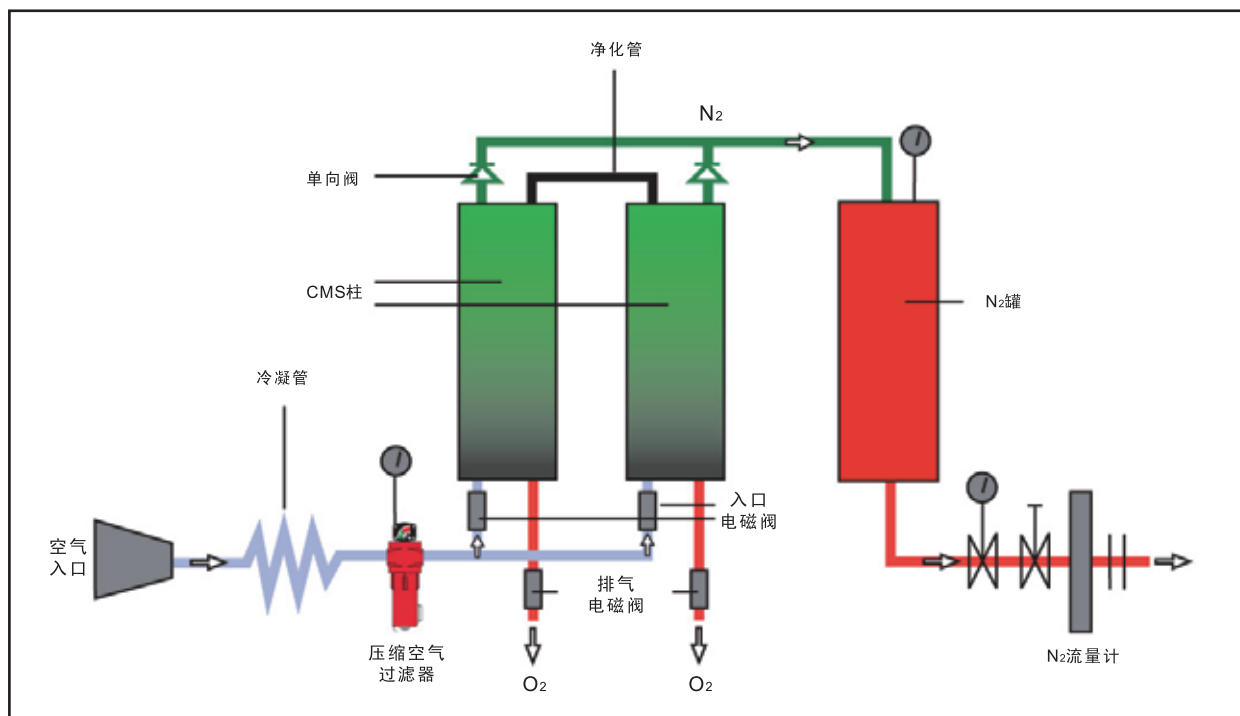 净化管
N2
单向阀
CMS柱
N2罐
冷凝管
入口
电磁阀
空气
入口
排气
电磁阀
压缩空气
过滤器
O2
O2
N2流量计